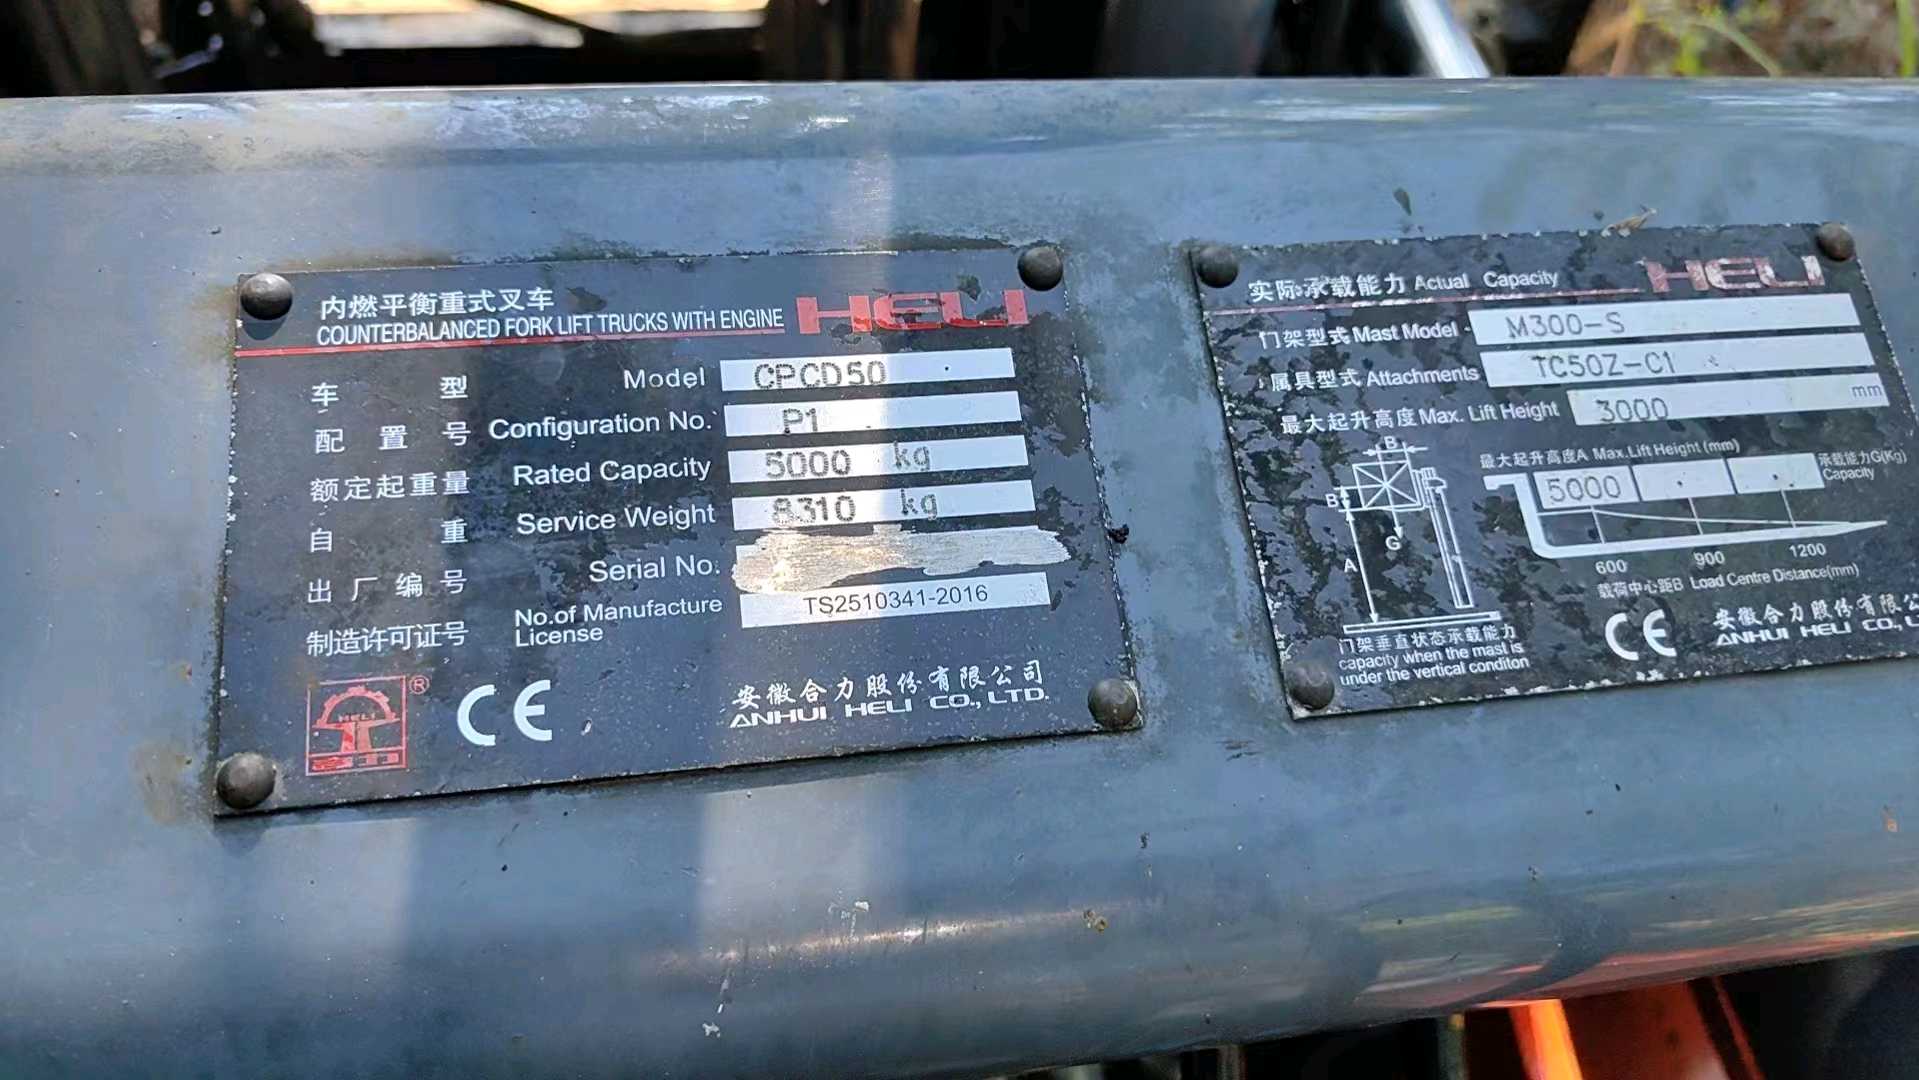 内燃平衡重式叉车 HELI
COUNTERBALANCED FORK LIFT TRUCKS WITH ENGINE
车型 Model CPCD50
配置号 Configuration No. P1
额定起重量 Rated Capacity 5000 kg
自重 Service Weight 8310 kg
出厂编号 Serial No.
制造许可证号 No.of Manufacture License TS2510341-2016
HELI
合力 ®
CE
安徽合力股份有限公司
ANHUI HELI CO., LTD.
实际承载能力 Actual Capacity HELI
门架型式 Mast Model M300-S
属具型式 Attachments TC50Z-C1
最大起升高度 Max. Lift Height 3000 mm
最大起升高度A Max.Lift Height (mm)
5000
承载能力G(Kg)
Capacity
B
B
G
A
600 900 1200
载荷中心距B Load Centre Distance(mm)
门架垂直状态承载能力
capacity when the mast is
under the vertical conditon
CE
安徽合力股份有限公
ANHUI HELI CO., L